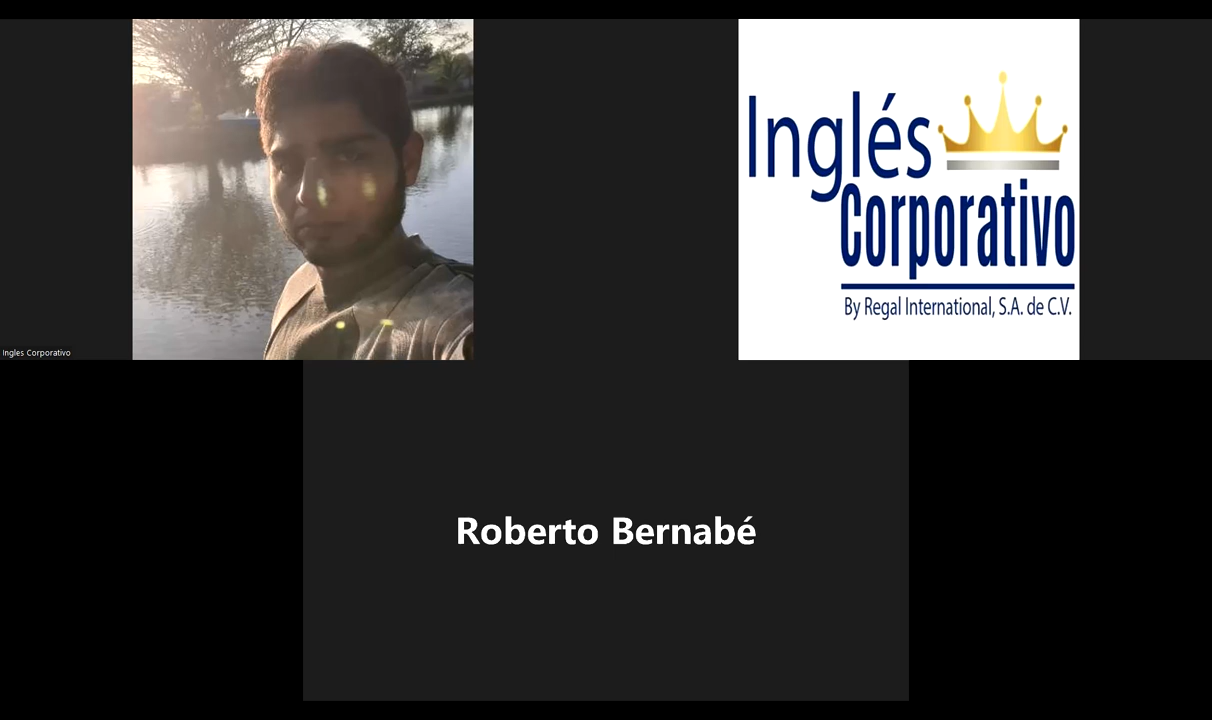 Inglés
Corporativo
By Regal International, S.A. de C.V.
Ingles Corporativo
Roberto Bernabé